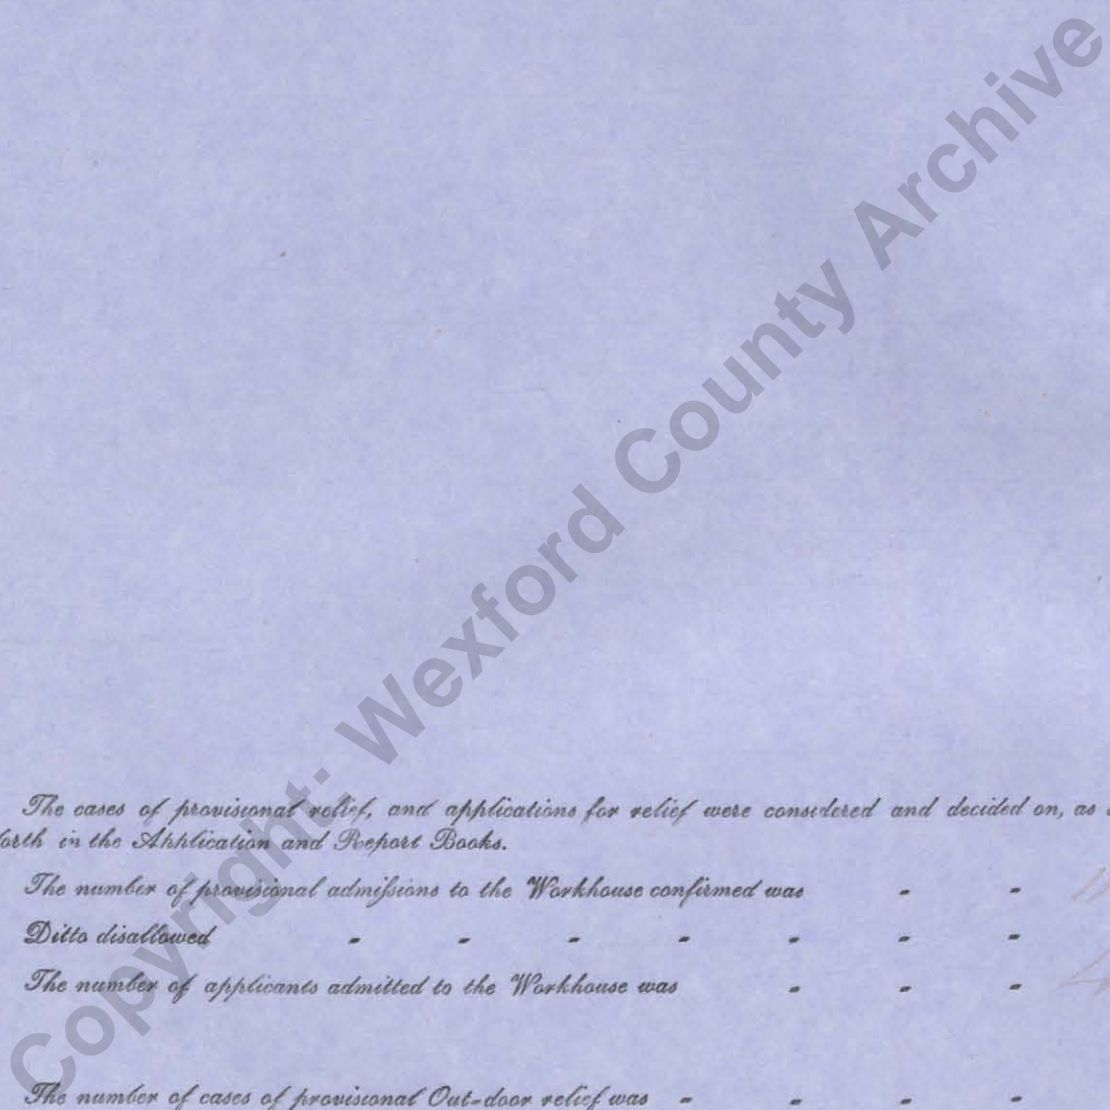 Copyright: Wexford County Archive
The cases of provisional relief, and applications for relief were considered and decided on, as
forth in the Application and Report Books.
The number of provisional admissions to the Workhouse confirmed was - -
Ditto disallowed - - - - - - -
The number of applicants admitted to the Workhouse was - - -
The number of cases of provisional Out-door relief was - - - -